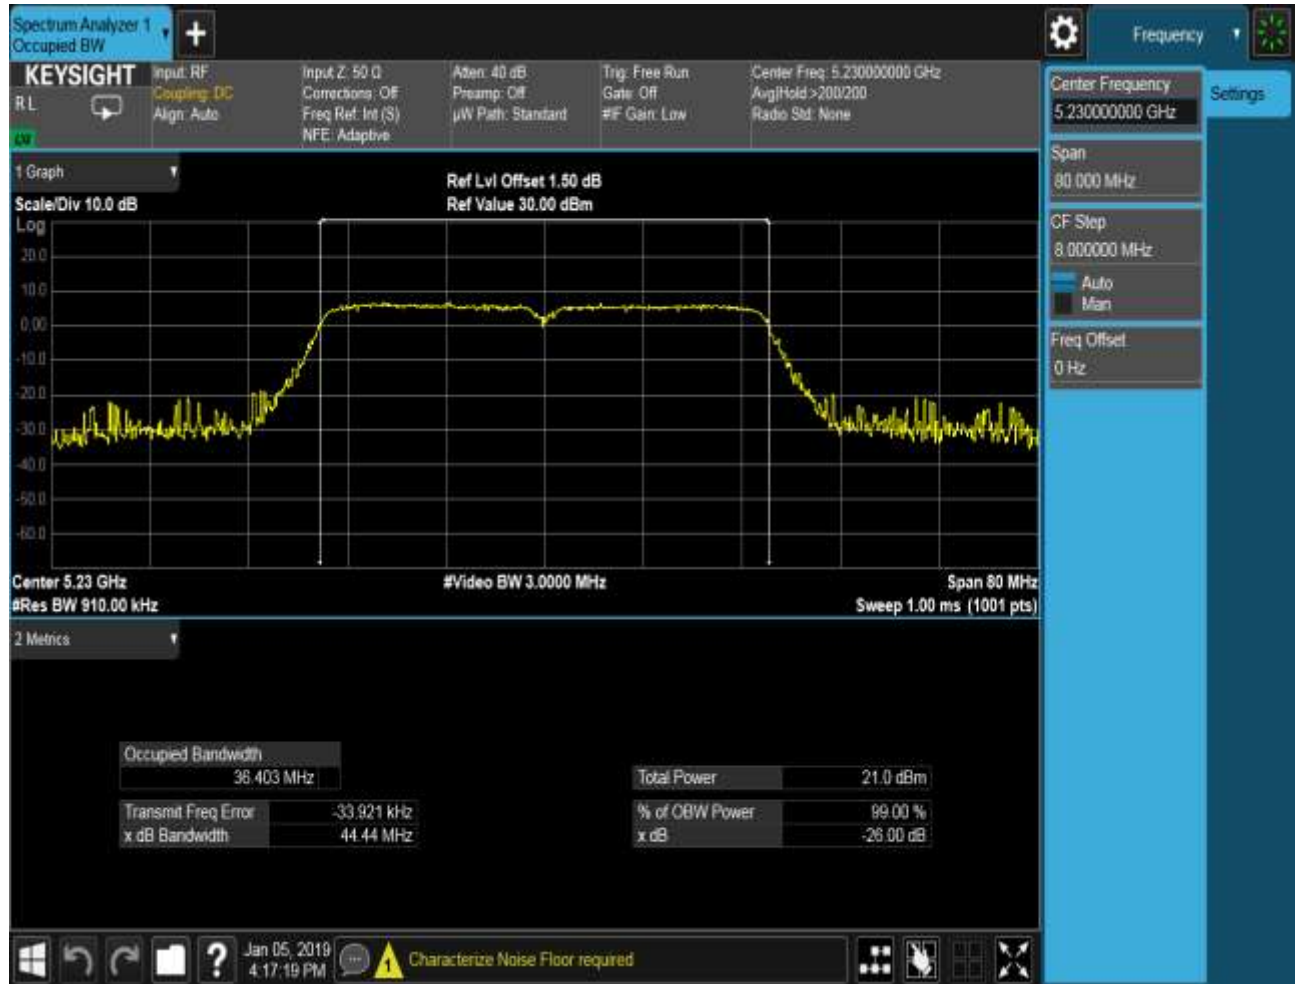 Spectrum Analyzer 1
Occupied BW
Frequency
KEYSIGHT
RL
Input: RF
Coupling: DC
Align: Auto
Input Z: 50 Ω
Corrections: Off
Freq Ref: Int (S)
NFE: Adaptive
Atten: 40 dB
Preamp: Off
µW Path: Standard
Trig: Free Run
Gate: Off
#IF Gain: Low
Center Freq: 5.230000000 GHz
Avg|Hold:>200/200
Radio Std: None
Center Frequency
5.230000000 GHz
Settings
Span
80.000 MHz
CF Step
8.000000 MHz
Auto
Man
Freq Offset
0 Hz
1 Graph
Scale/Div 10.0 dB
Ref Lvl Offset 1.50 dB
Ref Value 30.00 dBm
Log
20.0
10.0
0.00
-10.0
-20.0
-30.0
-40.0
-50.0
-60.0
Center 5.23 GHz
#Video BW 3.0000 MHz
Span 80 MHz
#Res BW 910.00 kHz
Sweep 1.00 ms (1001 pts)
2 Metrics
Occupied Bandwidth
36.403 MHz
Total Power 21.0 dBm
Transmit Freq Error -33.921 kHz
% of OBW Power 99.00 %
x dB Bandwidth 44.44 MHz
x dB -26.00 dB
Jan 05, 2019
4:17:19 PM
1
Characterize Noise Floor required